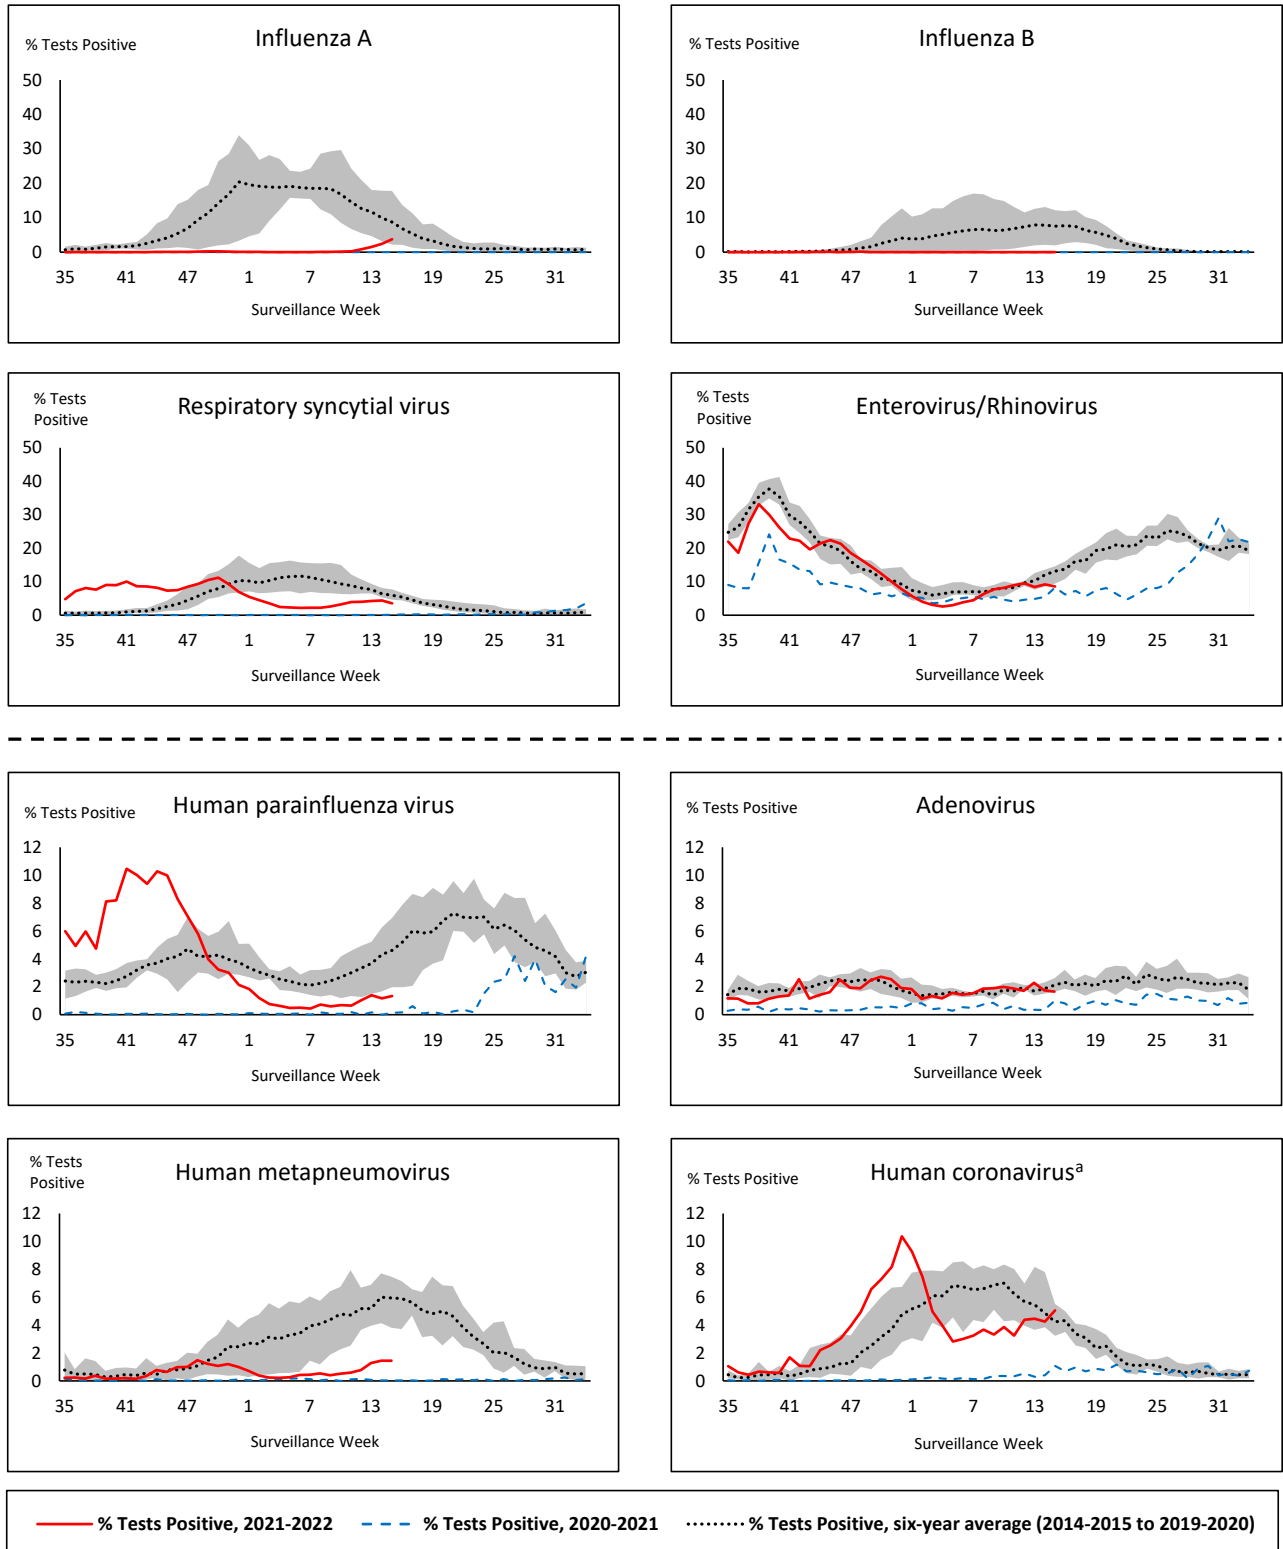 Influenza A
% Tests Positive
50
40
30
20
10
0
35 41 47 1 7 13 19 25 31
Surveillance Week
Influenza B
% Tests Positive
50
40
30
20
10
0
35 41 47 1 7 13 19 25 31
Surveillance Week
Respiratory syncytial virus
% Tests
Positive
50
40
30
20
10
0
35 41 47 1 7 13 19 25 31
Surveillance Week
Enterovirus/Rhinovirus
% Tests
Positive
50
40
30
20
10
0
35 41 47 1 7 13 19 25 31
Surveillance Week
Human parainfluenza virus
% Tests Positive
12
10
8
6
4
2
0
35 41 47 1 7 13 19 25 31
Surveillance Week
Adenovirus
% Tests Positive
12
10
8
6
4
2
0
35 41 47 1 7 13 19 25 31
Surveillance Week
Human metapneumovirus
% Tests
Positive
12
10
8
6
4
2
0
35 41 47 1 7 13 19 25 31
Surveillance Week
Human coronavirusᵃ
% Tests Positive
12
10
8
6
4
2
0
35 41 47 1 7 13 19 25 31
Surveillance Week
% Tests Positive, 2021-2022 % Tests Positive, 2020-2021 % Tests Positive, six-year average (2014-2015 to 2019-2020)